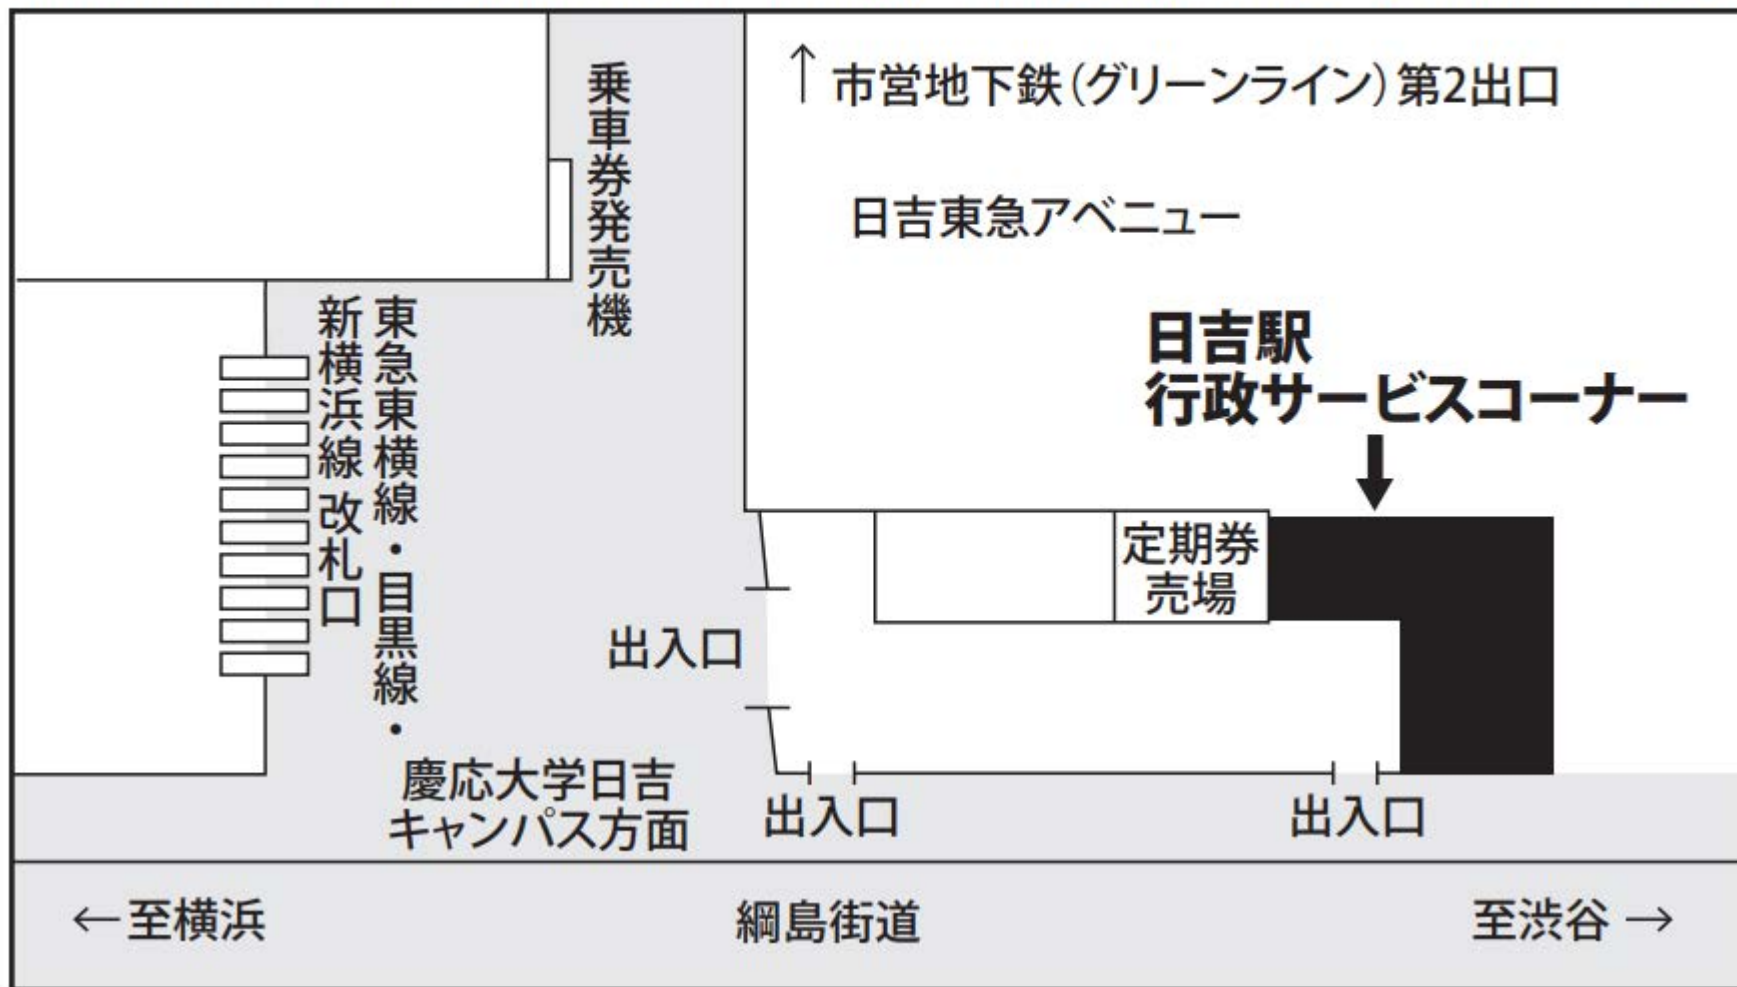 乗車券発売機
↑ 市営地下鉄（グリーンライン）第2出口
日吉東急アベニュー
日吉駅
行政サービスコーナー
東急東横線・目黒線・
新横浜線 改札口
定期券
売場
出入口
慶応大学日吉
キャンパス方面
出入口
出入口
←至横浜
綱島街道
至渋谷→